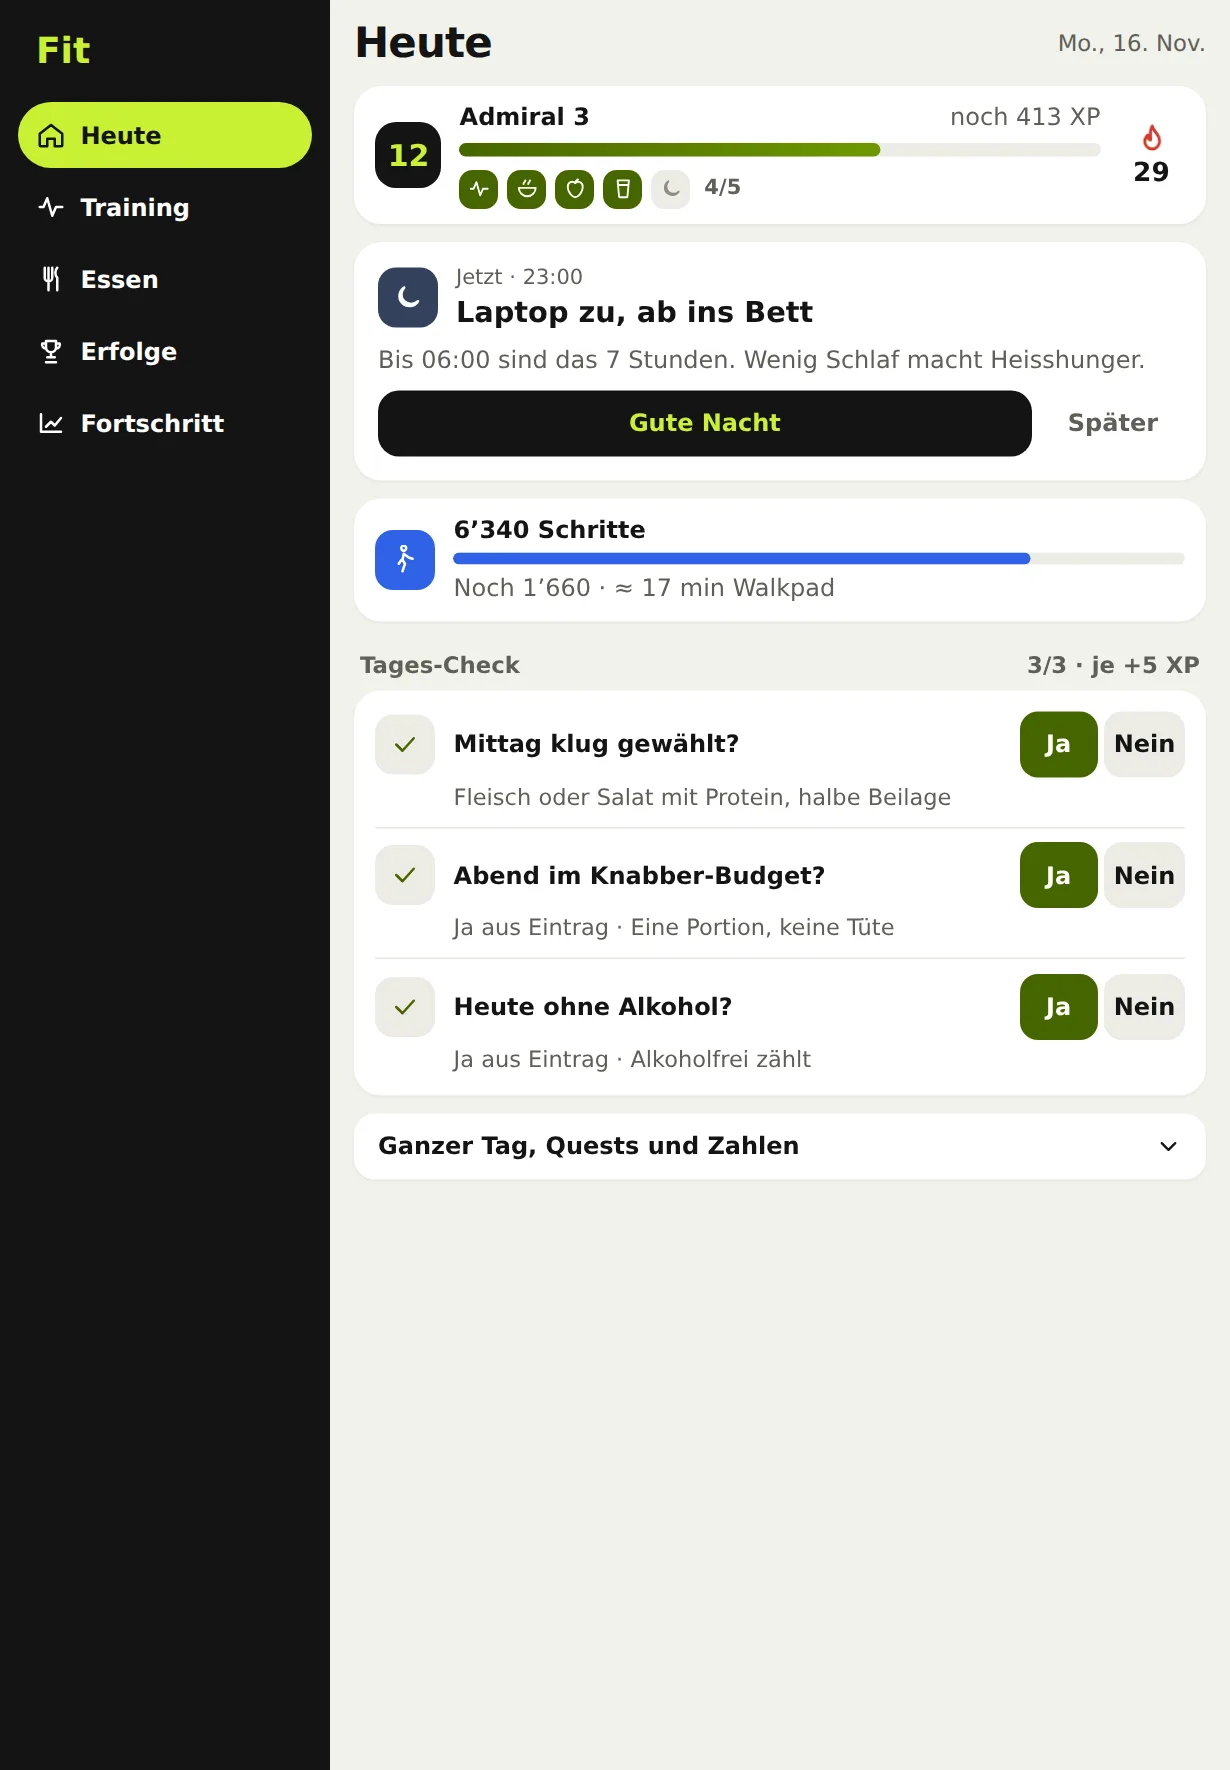 Fit
Heute
Training
Essen
Erfolge
Fortschritt
Heute
Mo., 16. Nov.
12
Admiral 3
noch 413 XP
4/5
29
Jetzt · 23:00
Laptop zu, ab ins Bett
Bis 06:00 sind das 7 Stunden. Wenig Schlaf macht Heisshunger.
Gute Nacht
Später
6’340 Schritte
Noch 1’660 · ≈ 17 min Walkpad
Tages-Check
3/3 · je +5 XP
Mittag klug gewählt?
Ja
Nein
Fleisch oder Salat mit Protein, halbe Beilage
Abend im Knabber-Budget?
Ja
Nein
Ja aus Eintrag · Eine Portion, keine Tüte
Heute ohne Alkohol?
Ja
Nein
Ja aus Eintrag · Alkoholfrei zählt
Ganzer Tag, Quests und Zahlen